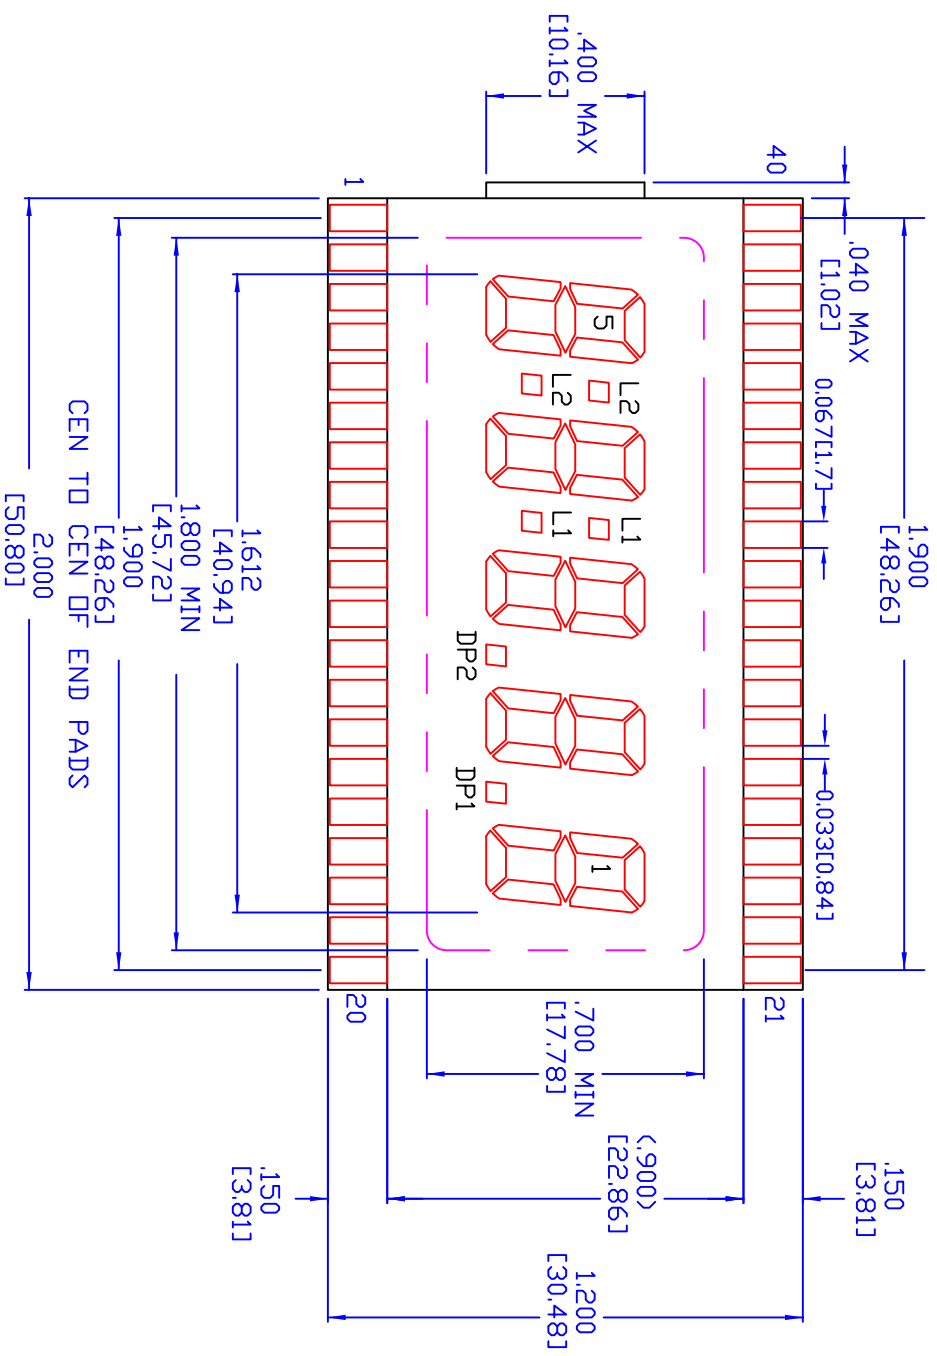 .400 MAX
[10.16]
40
1
.040 MAX
[1.02]
0.067[1.7]
1.900
[48.26]
0.033[0.84]
5
L2
L2
L1
L1
DP2
DP1
1
1.612
[40.94]
1.800 MIN
[45.72]
1.900
[48.26]
CEN TO CEN OF END PADS
2.000
[50.80]
20
21
.700 MIN
[17.78]
(.900)
[22.86]
.150
[3.81]
.150
[3.81]
1.200
[30.48]